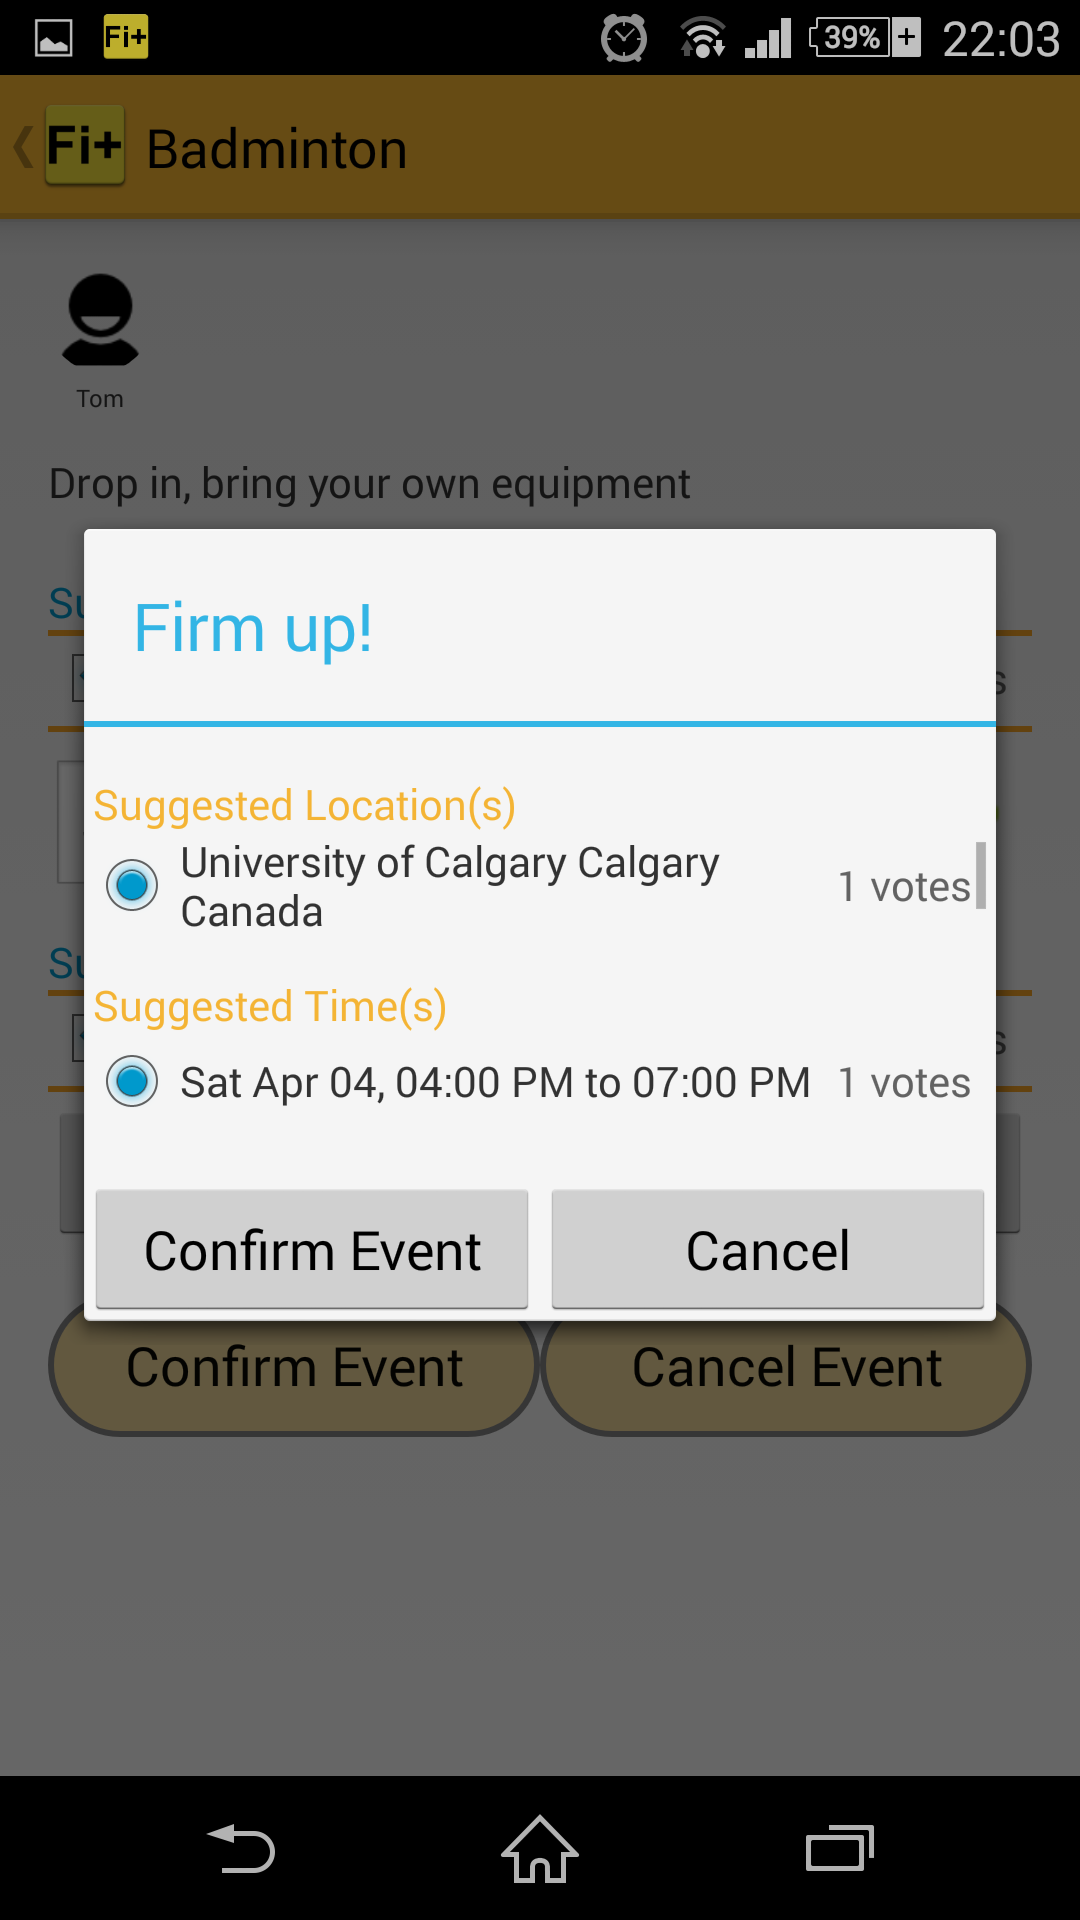 Fi+
39%
22:03
Fi+ Badminton
Tom
Drop in, bring your own equipment
Firm up!
Suggested Location(s)
University of Calgary Calgary
Canada
1 votes
Suggested Time(s)
Sat Apr 04, 04:00 PM to 07:00 PM 1 votes
Confirm Event Cancel
Confirm Event Cancel Event